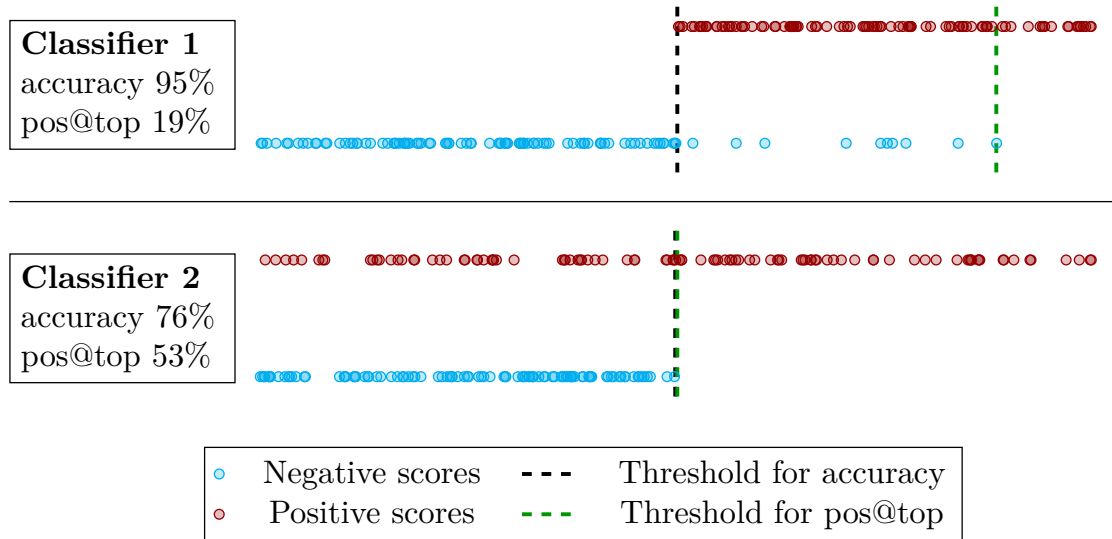 Classifier 1
accuracy 95%
pos@top 19%
Classifier 2
accuracy 76%
pos@top 53%
Negative scores
Threshold for accuracy
Positive scores
Threshold for pos@top